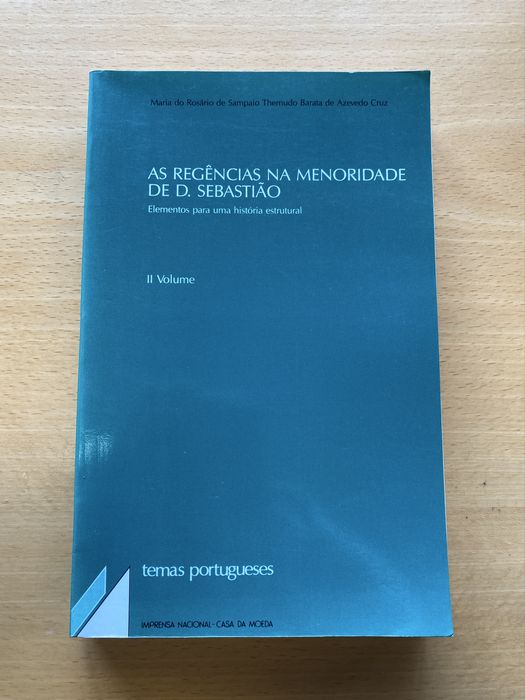 Maria do Rosário de Sampaio Themudo Barata de Azevedo Cruz
AS REGÊNCIAS NA MENORIDADE
DE D. SEBASTIÃO
Elementos para uma história estrutural
II Volume
temas portugueses
IMPRENSA NACIONAL - CASA DA MOEDA